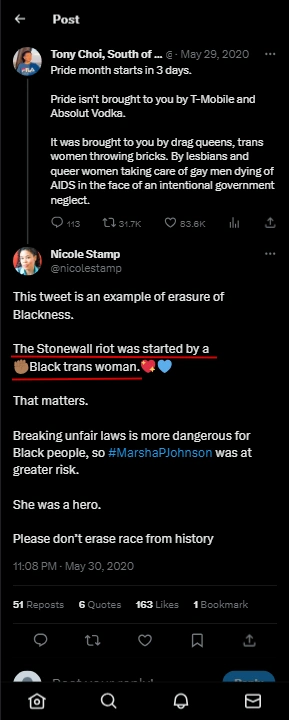 Post
Tony Choi, South of ... @ · May 29, 2020
Pride month starts in 3 days.
Pride isn't brought to you by T-Mobile and
Absolut Vodka.
It was brought to you by drag queens, trans
women throwing bricks. By lesbians and
queer women taking care of gay men dying of
AIDS in the face of an intentional government
neglect.
113 31.7K 83.6K
Nicole Stamp
@nicolestamp
This tweet is an example of erasure of
Blackness.
The Stonewall riot was started by a
✊🏾Black trans woman.💖💙
That matters.
Breaking unfair laws is more dangerous for
Black people, so #MarshaPJohnson was at
greater risk.
She was a hero.
Please don't erase race from history
11:08 PM · May 30, 2020
51 Reposts 6 Quotes 163 Likes 1 Bookmark